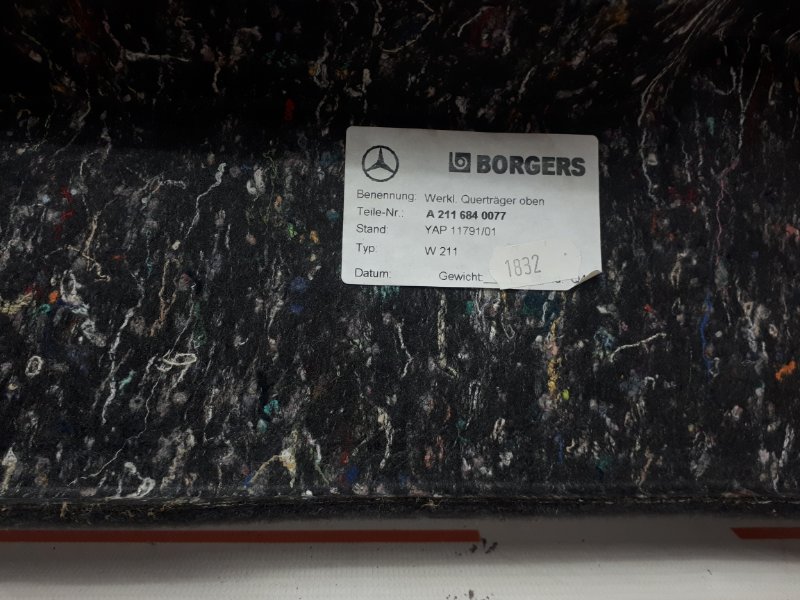 BORGERS
Benennung: Werkl. Querträger oben
Teile-Nr.: A 211 684 0077
Stand: YAP 11791/01
Typ: W 211
Datum: Gewicht:
1832